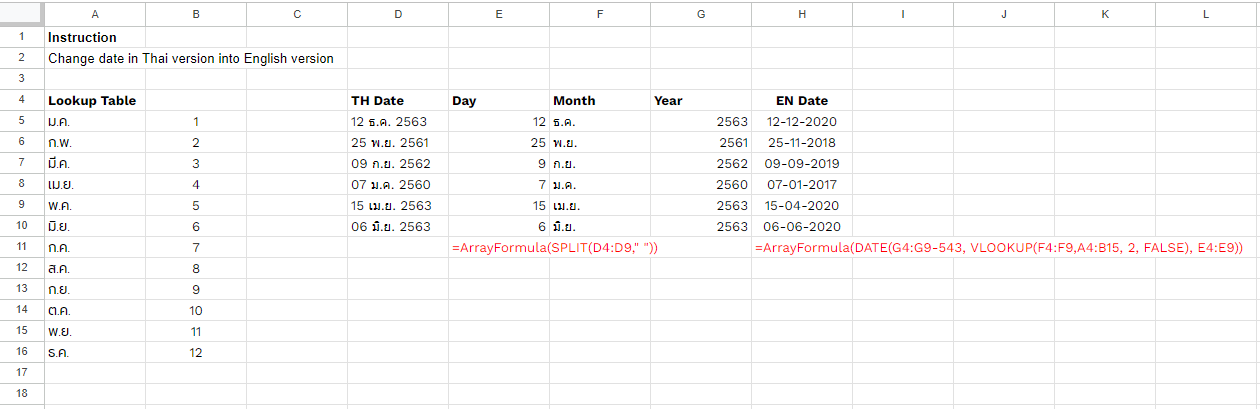 A B C D E F G H I J K L
1 Instruction
2 Change date in Thai version into English version
3
4 Lookup Table TH Date Day Month Year EN Date
5 ม.ค. 1 12 ธ.ค. 2563 12 ธ.ค. 2563 12-12-2020
6 ก.พ. 2 25 พ.ย. 2561 25 พ.ย. 2561 25-11-2018
7 มี.ค. 3 09 ก.ย. 2562 9 ก.ย. 2562 09-09-2019
8 เม.ย. 4 07 ม.ค. 2560 7 ม.ค. 2560 07-01-2017
9 พ.ค. 5 15 เม.ย. 2563 15 เม.ย. 2563 15-04-2020
10 มิ.ย. 6 06 มิ.ย. 2563 6 มิ.ย. 2563 06-06-2020
11 ก.ค. 7 =ArrayFormula(SPLIT(D4:D9," ")) =ArrayFormula(DATE(G4:G9-543, VLOOKUP(F4:F9,A4:B15, 2, FALSE), E4:E9))
12 ส.ค. 8
13 ก.ย. 9
14 ต.ค. 10
15 พ.ย. 11
16 ธ.ค. 12
17
18